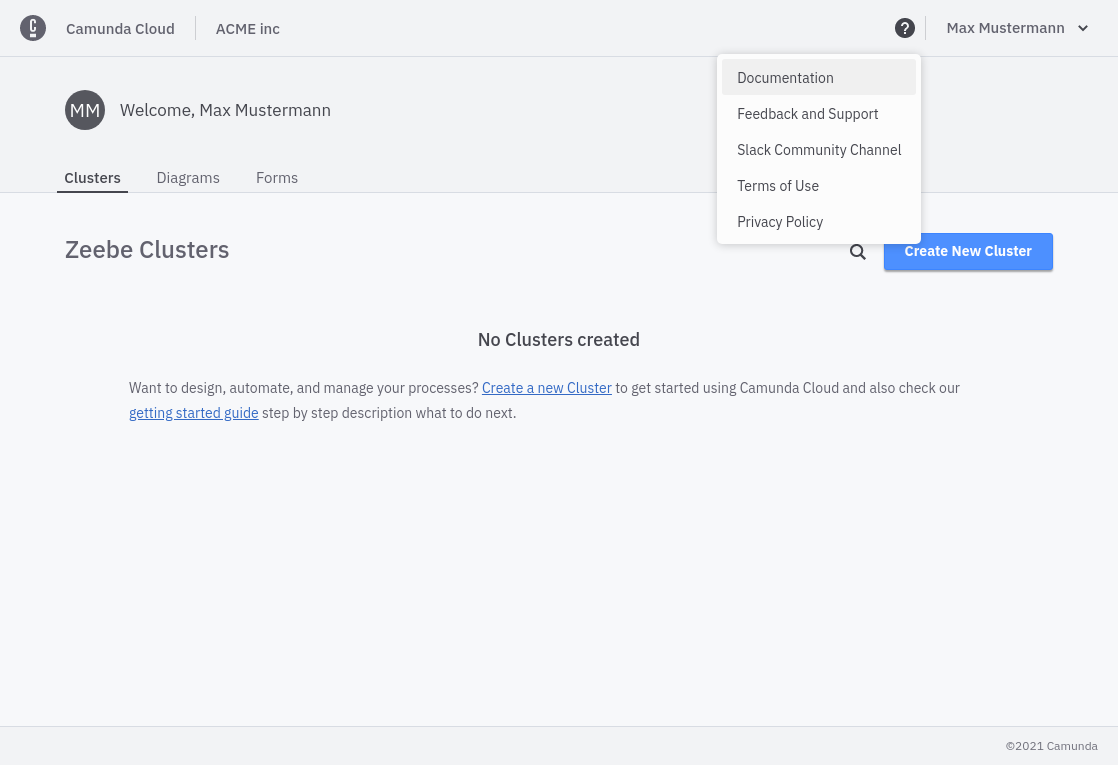 Camunda Cloud
ACME inc
?
Max Mustermann
Documentation
Feedback and Support
Slack Community Channel
Terms of Use
Privacy Policy
MM
Welcome, Max Mustermann
Clusters
Diagrams
Forms
Zeebe Clusters
Create New Cluster
No Clusters created
Want to design, automate, and manage your processes? Create a new Cluster to get started using Camunda Cloud and also check our
getting started guide step by step description what to do next.
©2021 Camunda